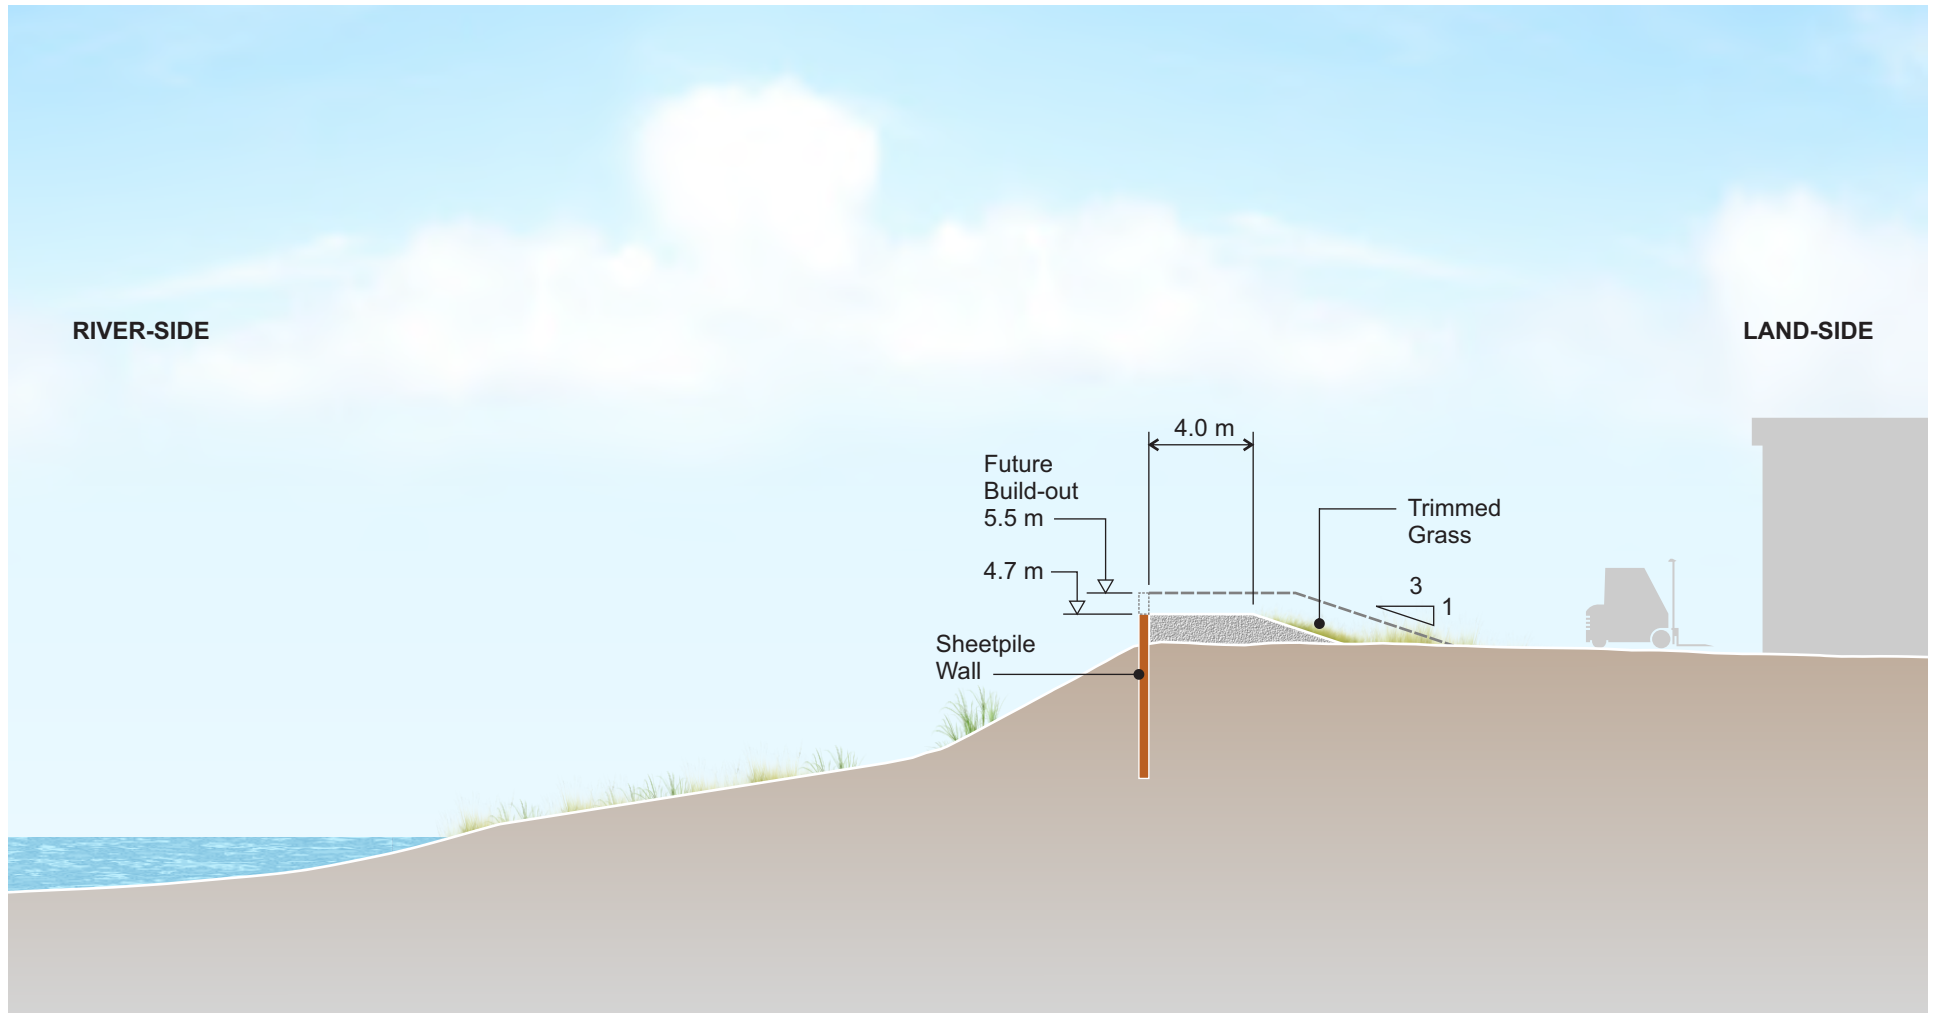 RIVER-SIDE
LAND-SIDE
4.0 m
Future
Build-out
5.5 m
4.7 m
Trimmed
Grass
3
1
Sheetpile
Wall